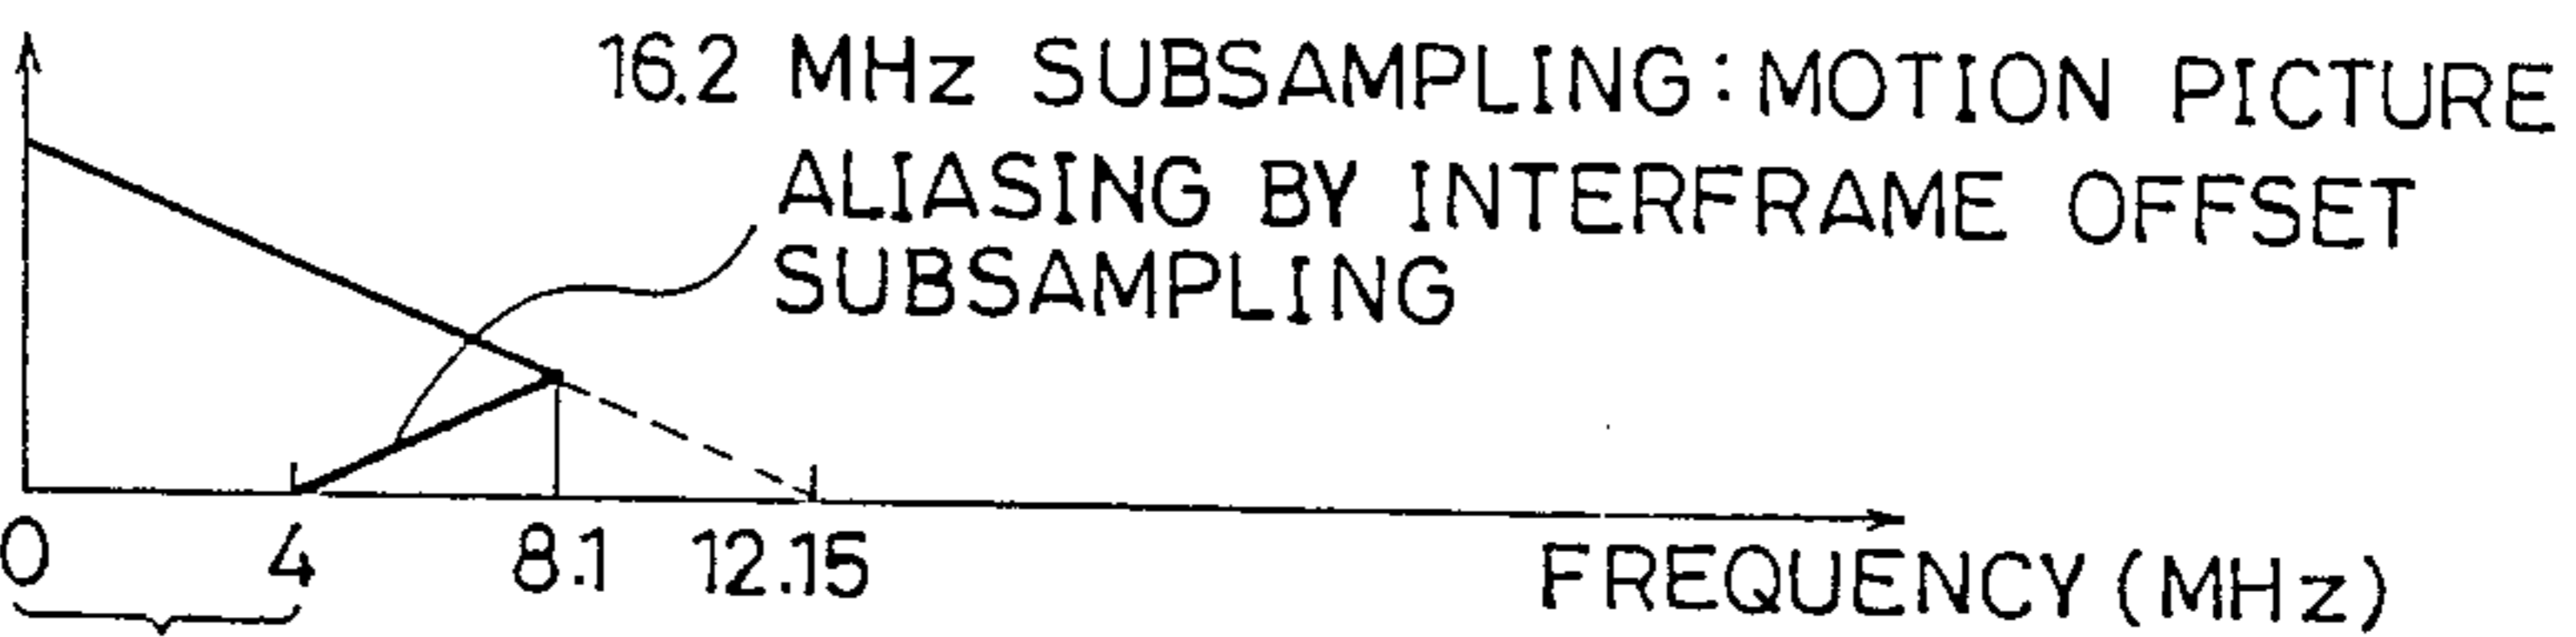 16.2 MHz SUBSAMPLING: MOTION PICTURE
ALIASING BY INTERFRAME OFFSET
SUBSAMPLING
0 4 8.1 12.15
FREQUENCY (MHz)